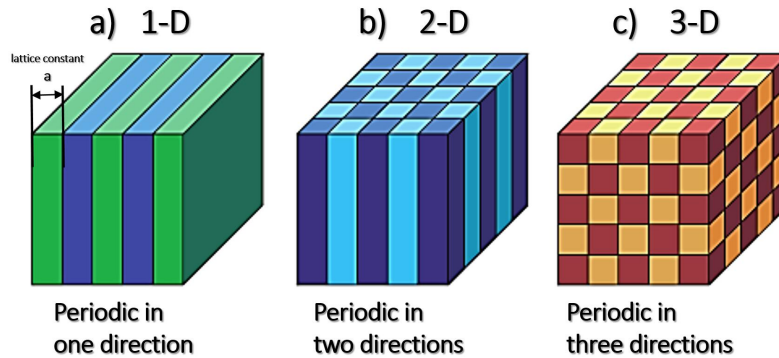 a) 1-D
b) 2-D
c) 3-D
lattice constant
a
Periodic in
one direction
Periodic in
two directions
Periodic in
three directions